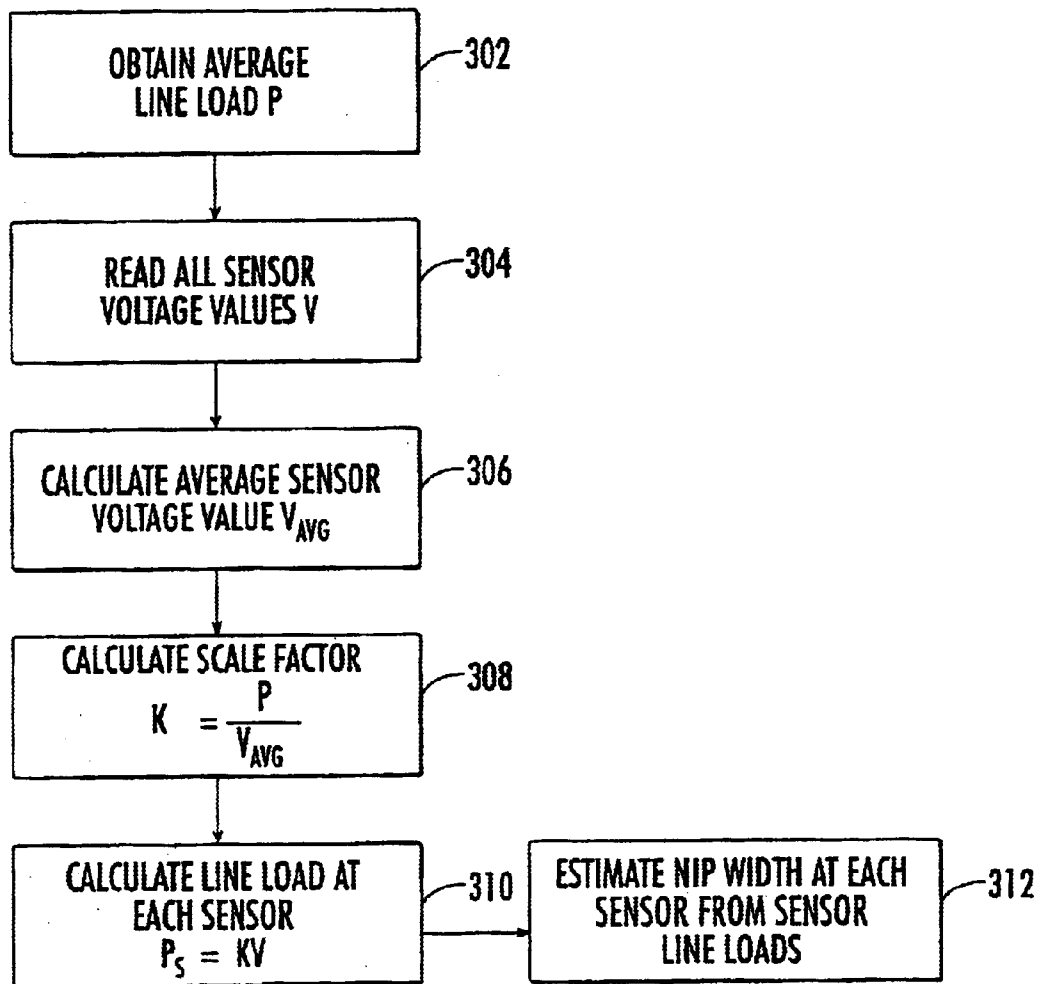 OBTAIN AVERAGE
LINE LOAD P
302
READ ALL SENSOR
VOLTAGE VALUES V
304
CALCULATE AVERAGE SENSOR
VOLTAGE VALUE V_AVG
306
CALCULATE SCALE FACTOR
K = P / V_AVG
308
CALCULATE LINE LOAD AT
EACH SENSOR
P_S = KV
310
ESTIMATE NIP WIDTH AT EACH
SENSOR FROM SENSOR
LINE LOADS
312